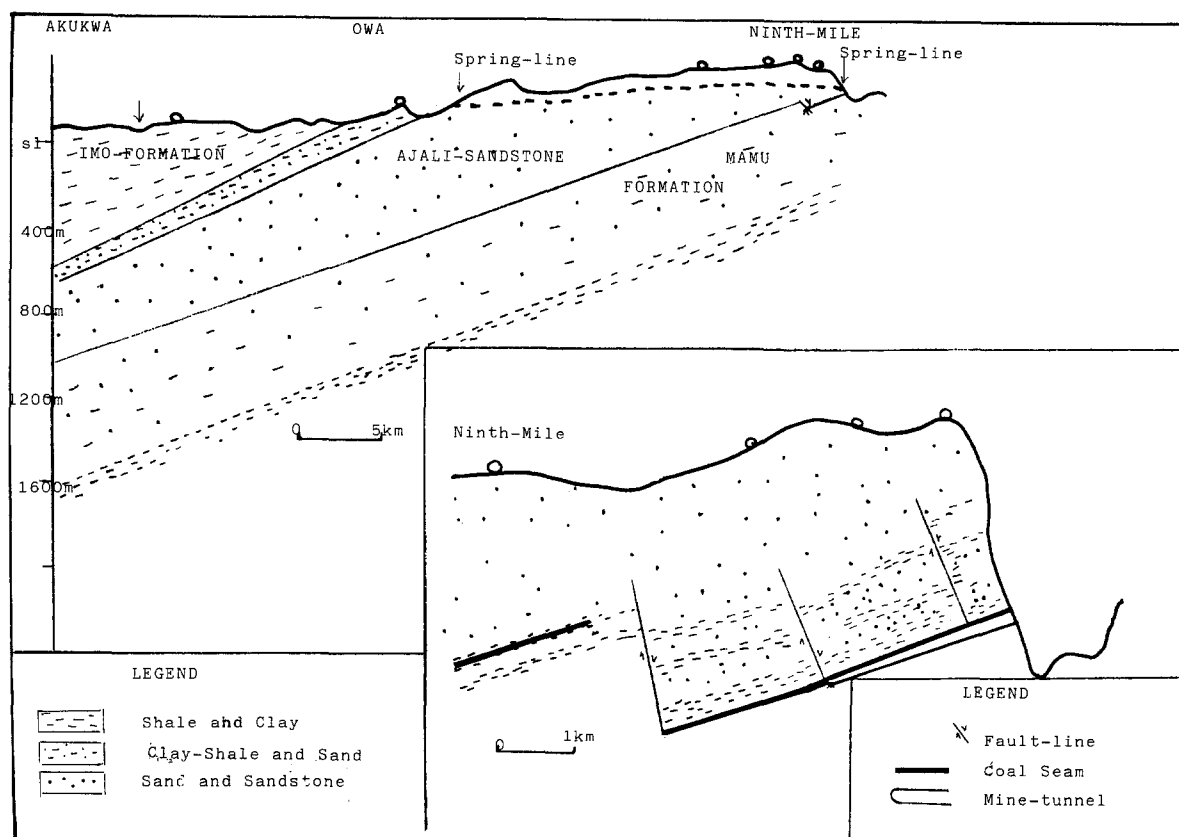 AKUKWA OWA NINTH-MILE
Spring-line Spring-line
sl
IMO-FORMATION AJALI-SANDSTONE MAMU
FORMATION
400m
800m
1200m
0 5km
1600m
Ninth-Mile
0 1km
LEGEND
Shale and Clay
Clay-Shale and Sand
Sand and Sandstone
LEGEND
Fault-line
Coal Seam
Mine-tunnel